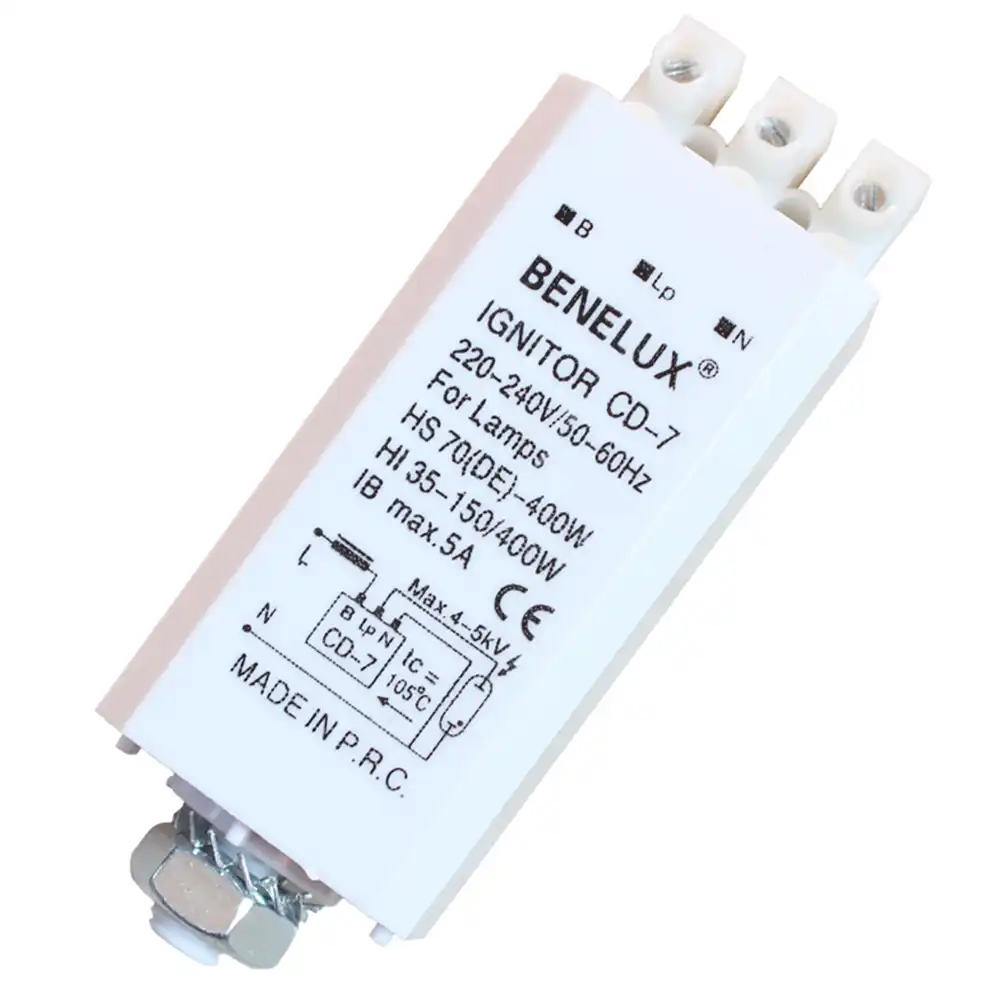 B
Lp
N
BENELUX®
IGNITOR CD-7
220-240V/50-60Hz
For Lamps
HS 70(DE)-400W
HI 35-150/400W
IB max.5A
CE
L
N
B Lp N
CD-7
Max.4-5kV
tc =
105°C
MADE IN P.R.C.